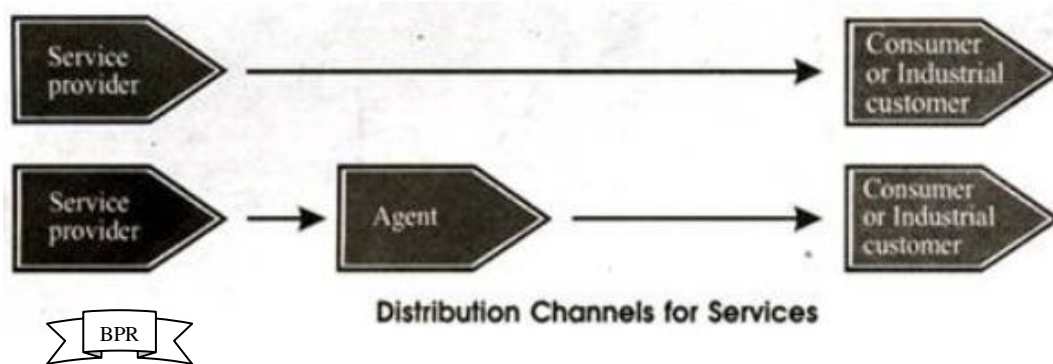 Service
provider
Consumer
or Industrial
customer
Service
provider
Agent
Consumer
or Industrial
customer
Distribution Channels for Services
BPR